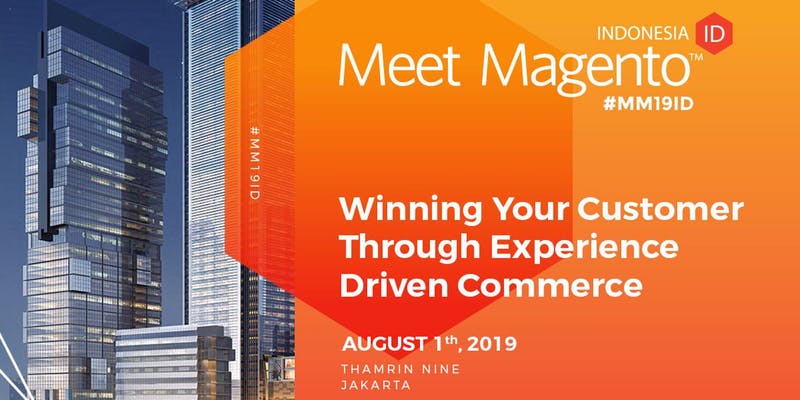 INDONESIA ID
Meet Magento™
#MM19ID
#MM19ID
Winning Your Customer
Through Experience
Driven Commerce
AUGUST 1th, 2019
THAMRIN NINE
JAKARTA